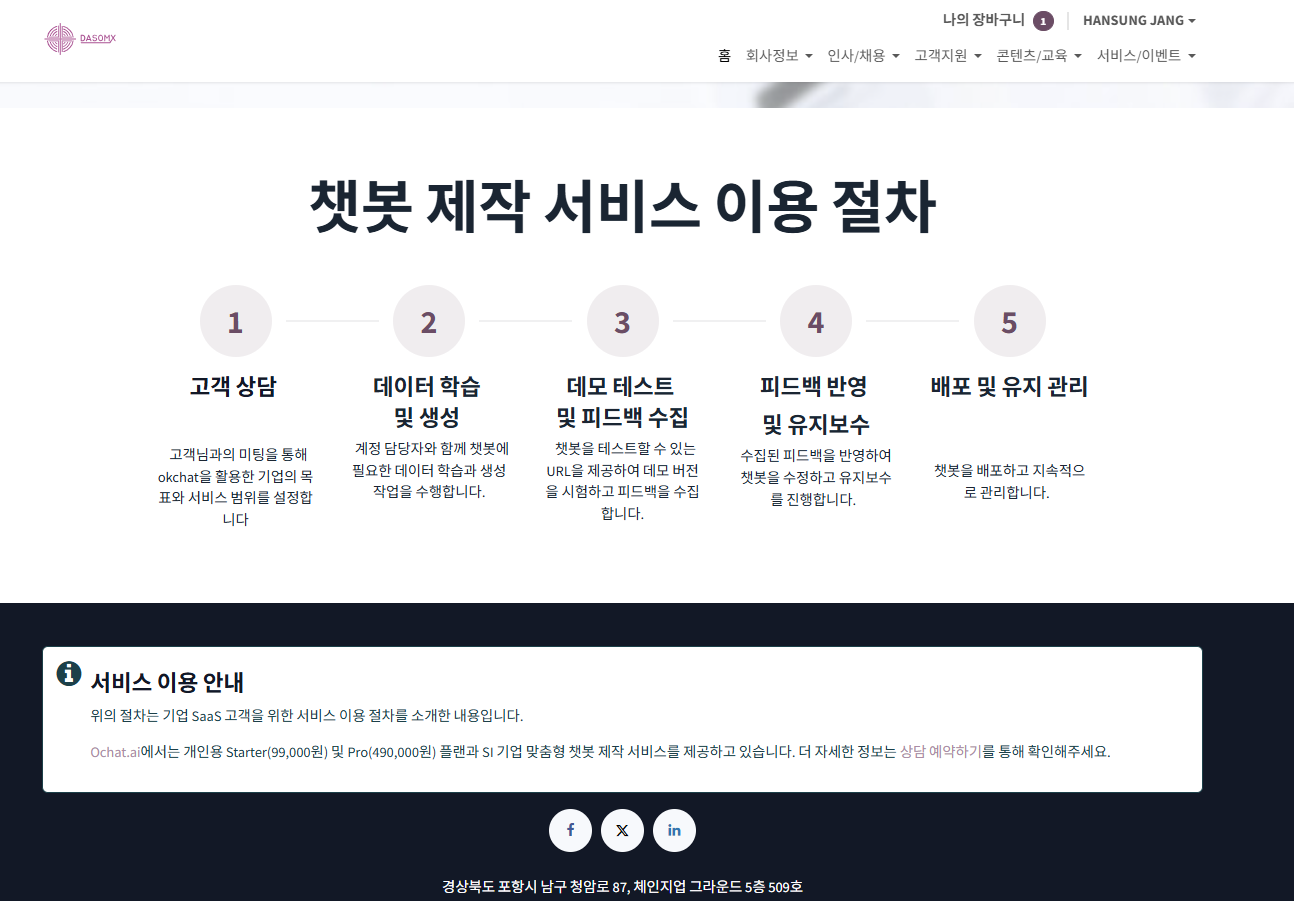 DASOMX
나의 장바구니 1 HANSUNG JANG
홈 회사정보 인사/채용 고객지원 콘텐츠/교육 서비스/이벤트
챗봇 제작 서비스 이용 절차
1
고객 상담
고객님과의 미팅을 통해
okchat을 활용한 기업의 목
표와 서비스 범위를 설정합
니다
2
데이터 학습
및 생성
계정 담당자와 함께 챗봇에
필요한 데이터 학습과 생성
작업을 수행합니다.
3
데모 테스트
및 피드백 수집
챗봇을 테스트할 수 있는
URL을 제공하여 데모 버전
을 시험하고 피드백을 수집
합니다.
4
피드백 반영
및 유지보수
수집된 피드백을 반영하여
챗봇을 수정하고 유지보수
를 진행합니다.
5
배포 및 유지 관리
챗봇을 배포하고 지속적으
로 관리합니다.
서비스 이용 안내
위의 절차는 기업 SaaS 고객을 위한 서비스 이용 절차를 소개한 내용입니다.
Ochat.ai에서는 개인용 Starter(99,000원) 및 Pro(490,000원) 플랜과 SI 기업 맞춤형 챗봇 제작 서비스를 제공하고 있습니다. 더 자세한 정보는 상담 예약하기를 통해 확인해주세요.
경상북도 포항시 남구 청암로 87, 체인지업 그라운드 5층 509호